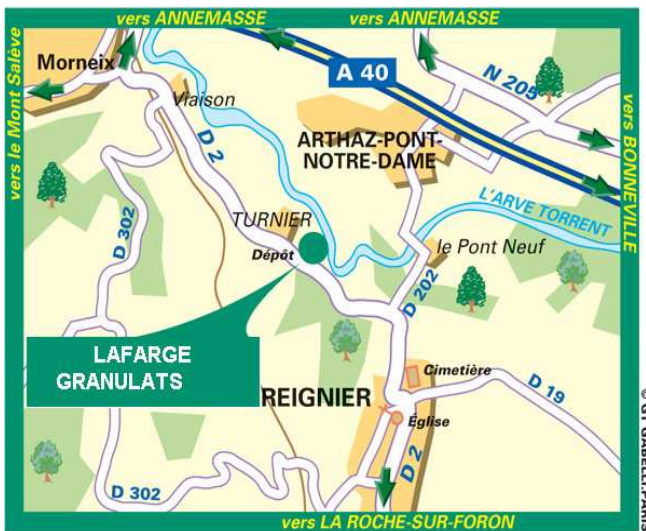 vers ANNEMASSE
vers ANNEMASSE
Morneix
A 40
N 205
vers le Mont Salève
Viaison
D 2
ARTHAZ-PONT-
NOTRE-DAME
vers BONNEVILLE
L'ARVE TORRENT
D 302
TURNIER
Dépôt
le Pont Neuf
D 202
LAFARGE
GRANULATS
Cimetière
REIGNIER
D 19
Église
D 2
D 302
vers LA ROCHE-SUR-FORON
© GT GABELLI.PARIS